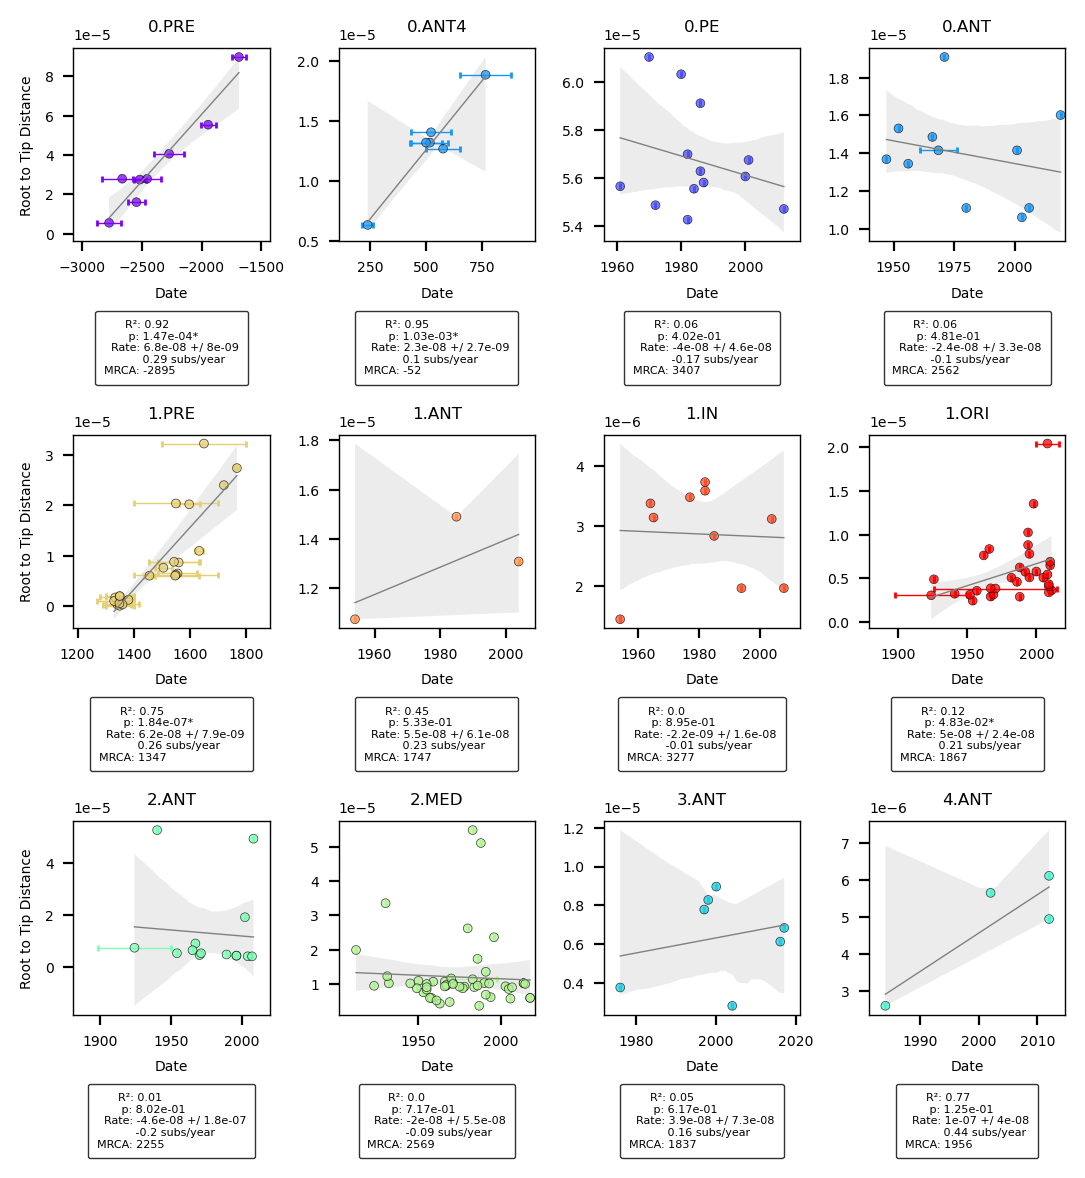 0.PRE
1e−5
Root to Tip Distance
8
6
4
2
0
−3000 −2500 −2000 −1500
Date
R²: 0.92
p: 1.47e-04*
Rate: 6.8e-08 +/ 8e-09
0.29 subs/year
MRCA: -2895
0.ANT4
1e−5
2.0
1.5
1.0
0.5
250 500 750
Date
R²: 0.95
p: 1.03e-03*
Rate: 2.3e-08 +/ 2.7e-09
0.1 subs/year
MRCA: -52
0.PE
1e−5
6.0
5.8
5.6
5.4
1960 1980 2000
Date
R²: 0.06
p: 4.02e-01
Rate: -4e-08 +/ 4.6e-08
-0.17 subs/year
MRCA: 3407
0.ANT
1e−5
1.8
1.6
1.4
1.2
1.0
1950 1975 2000
Date
R²: 0.06
p: 4.81e-01
Rate: -2.4e-08 +/ 3.3e-08
-0.1 subs/year
MRCA: 2562
1.PRE
1e−5
Root to Tip Distance
3
2
1
0
1200 1400 1600 1800
Date
R²: 0.75
p: 1.84e-07*
Rate: 6.2e-08 +/ 7.9e-09
0.26 subs/year
MRCA: 1347
1.ANT
1e−5
1.8
1.6
1.4
1.2
1960 1980 2000
Date
R²: 0.45
p: 5.33e-01
Rate: 5.5e-08 +/ 6.1e-08
0.23 subs/year
MRCA: 1747
1.IN
1e−6
4
3
2
1960 1980 2000
Date
R²: 0.0
p: 8.95e-01
Rate: -2.2e-09 +/ 1.6e-08
-0.01 subs/year
MRCA: 3277
1.ORI
1e−5
2.0
1.5
1.0
0.5
0.0
1900 1950 2000
Date
R²: 0.12
p: 4.83e-02*
Rate: 5e-08 +/ 2.4e-08
0.21 subs/year
MRCA: 1867
2.ANT
1e−5
Root to Tip Distance
4
2
0
1900 1950 2000
Date
R²: 0.01
p: 8.02e-01
Rate: -4.6e-08 +/ 1.8e-07
-0.2 subs/year
MRCA: 2255
2.MED
1e−5
5
4
3
2
1
1950 2000
Date
R²: 0.0
p: 7.17e-01
Rate: -2e-08 +/ 5.5e-08
-0.09 subs/year
MRCA: 2569
3.ANT
1e−5
1.2
1.0
0.8
0.6
0.4
1980 2000 2020
Date
R²: 0.05
p: 6.17e-01
Rate: 3.9e-08 +/ 7.3e-08
0.16 subs/year
MRCA: 1837
4.ANT
1e−6
7
6
5
4
3
1990 2000 2010
Date
R²: 0.77
p: 1.25e-01
Rate: 1e-07 +/ 4e-08
0.44 subs/year
MRCA: 1956